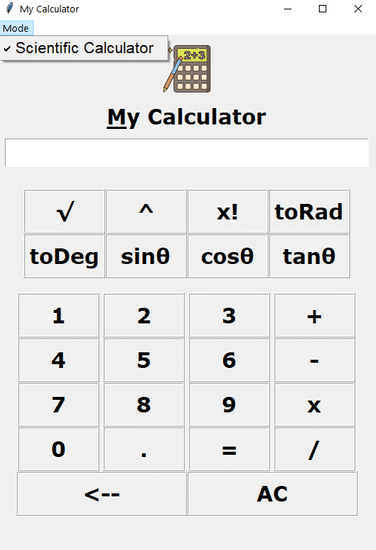 My Calculator
Mode
✓ Scientific Calculator
2+3
My Calculator
√ ^ x! toRad
toDeg sinθ cosθ tanθ
1 2 3 +
4 5 6 -
7 8 9 x
0 . = /
<-- AC